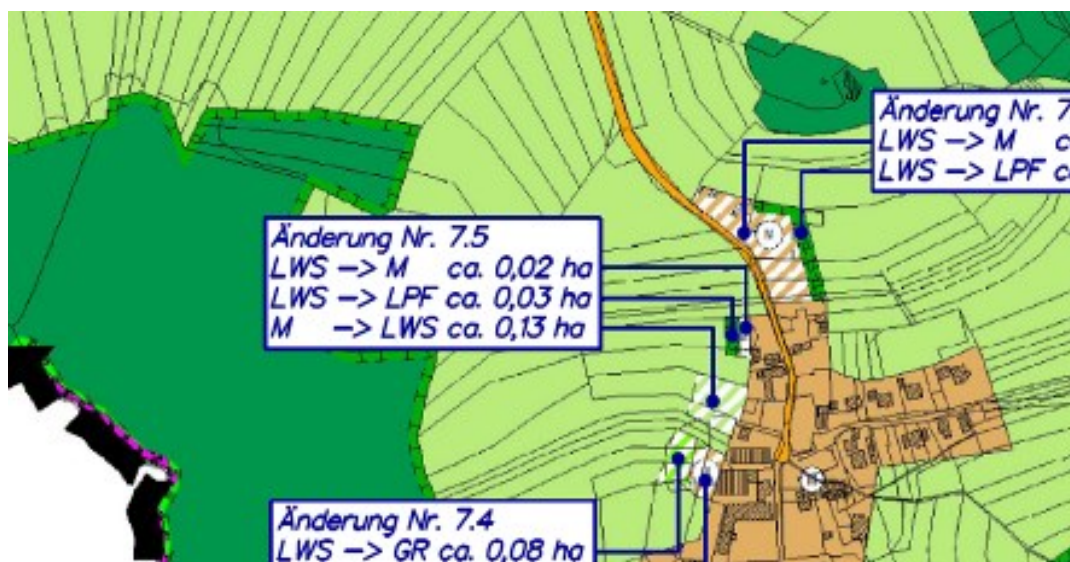 Änderung Nr. 7
LWS -> M c
LWS -> LPF c
Änderung Nr. 7.5
LWS -> M ca. 0,02 ha
LWS -> LPF ca. 0,03 ha
M -> LWS ca. 0,13 ha
Änderung Nr. 7.4
LWS -> GR ca. 0,08 ha